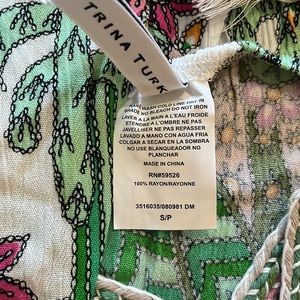 TRINA TURK
HAND WASH COLD LINE DRY IN
SHADE NO BLEACH DO NOT IRON
LAVER A LA MAIN A L'EAU FROIDE
ETENDRE A L'OMBRE NE PAS
JAVELLISER NE PAS REPASSER
LAVADO A MANO CON AGUA FRIA
COLGAR A SECAR EN LA SOMBRA
NO USE BLANQUEADOR NO
PLANCHAR
MADE IN CHINA
RN#59526
100% RAYON/RAYONNE
3516035/080981 DM
S/P